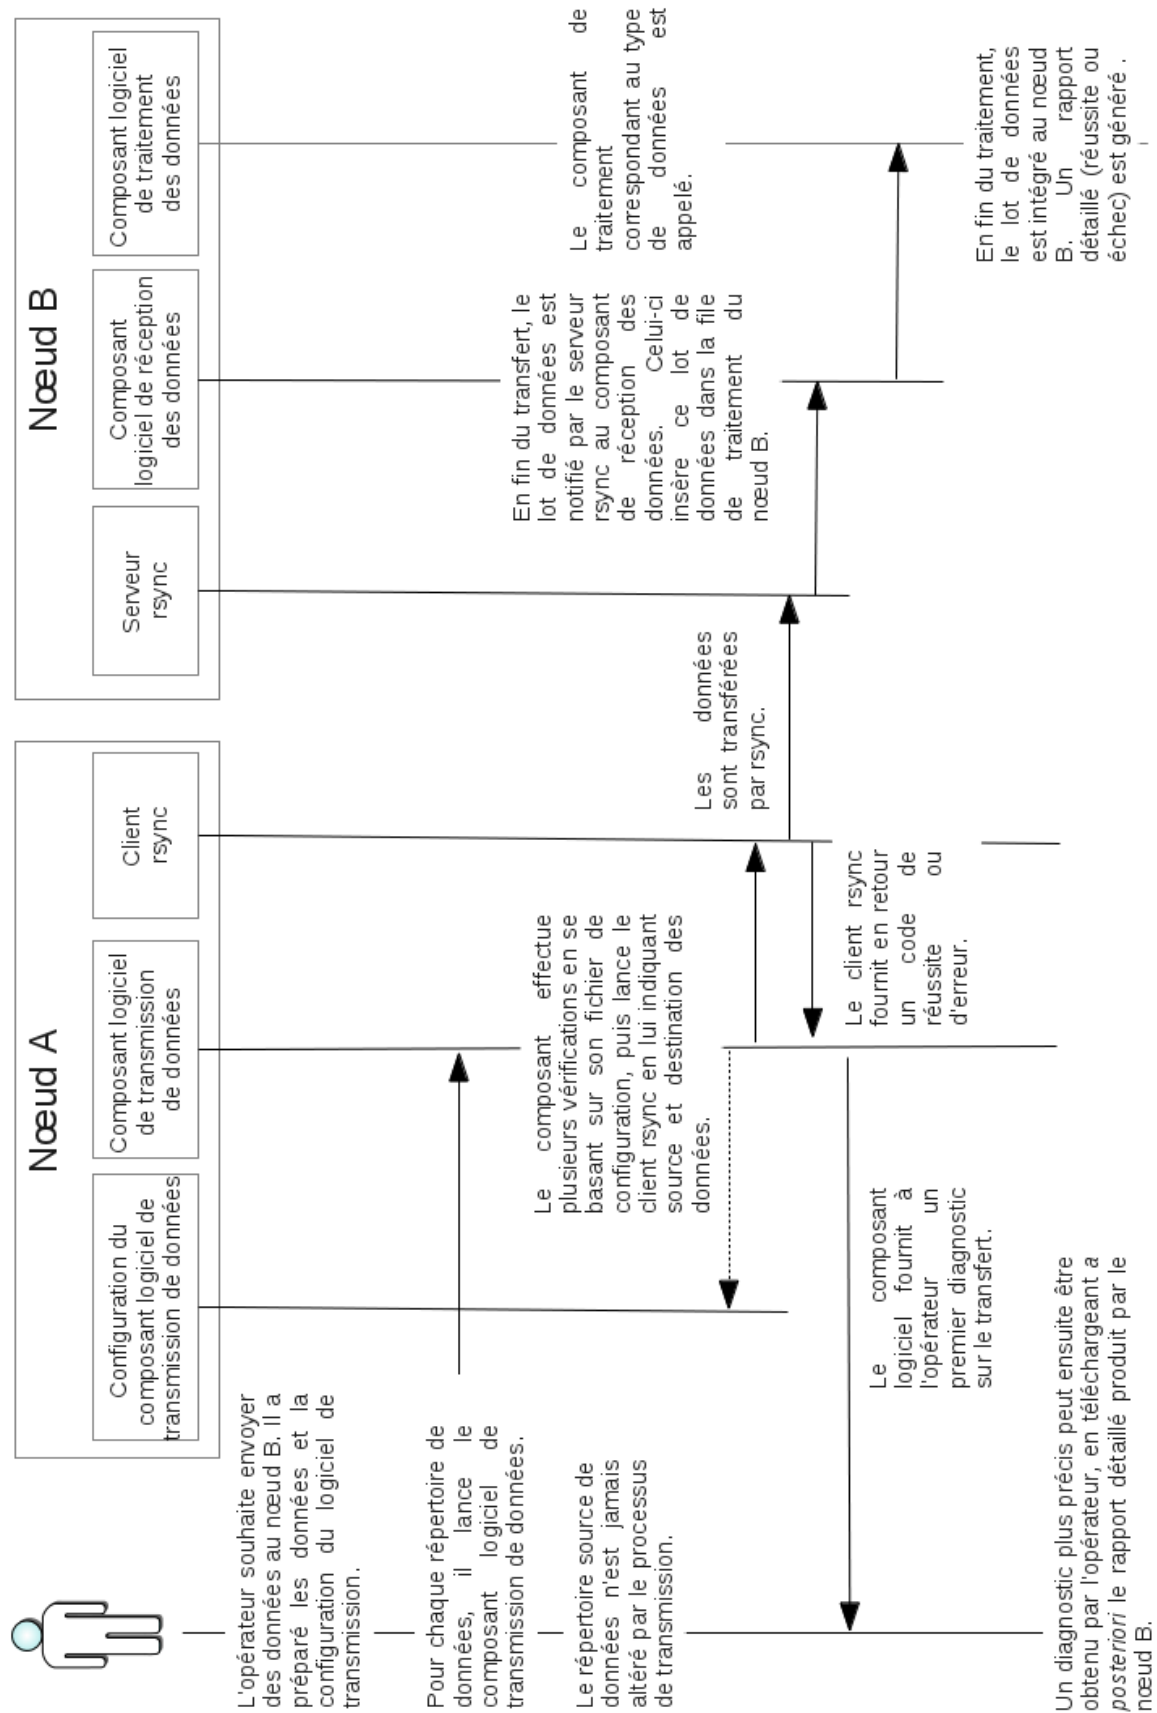 Nœud A
Nœud B
Configuration du
composant logiciel de
transmission de données
Composant logiciel
de transmission
de données
Client
rsync
Serveur
rsync
Composant
logiciel de réception
des données
Composant logiciel
de traitement
des données
L'opérateur souhaite envoyer
des données au nœud B. Il a
préparé les données et la
configuration du logiciel de
transmission.
Pour chaque répertoire de
données, il lance le
composant logiciel de
transmission de données.
Le répertoire source de
données n'est jamais
altéré par le processus
de transmission.
Le composant effectue
plusieurs vérifications en se
basant sur son fichier de
configuration, puis lance le
client rsync en lui indiquant
source et destination des
données.
Les données
sont transférées
par rsync.
En fin du transfert, le
lot de données est
notifié par le serveur
rsync au composant
de réception des
données. Celui-ci
insère ce lot de
données dans la file
de traitement du
nœud B.
Le composant de
traitement
correspondant au type
de données est
appelé.
Le client rsync
fournit en retour
un code de
réussite ou
d'erreur.
Le composant
logiciel fournit à
l'opérateur un
premier diagnostic
sur le transfert.
En fin du traitement,
le lot de données
est intégré au nœud
B. Un rapport
détaillé (réussite ou
échec) est généré .
Un diagnostic plus précis peut ensuite être
obtenu par l'opérateur, en téléchargeant a
posteriori le rapport détaillé produit par le
nœud B.